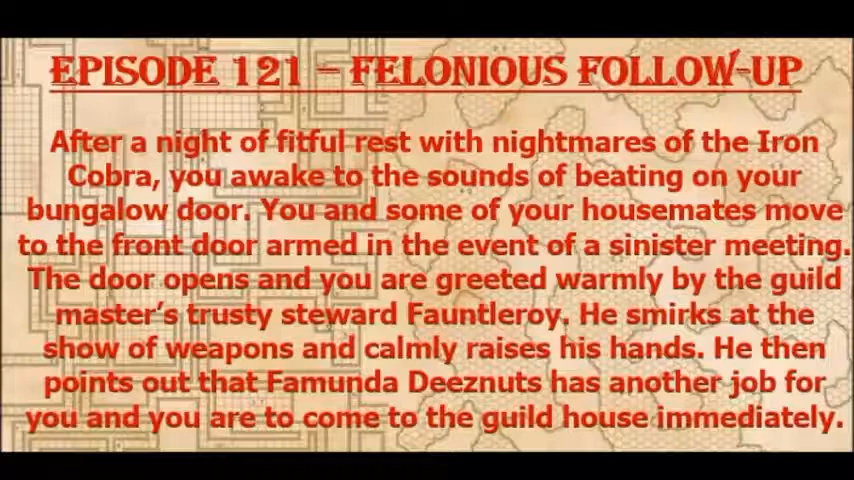 EPISODE 121 – FELONIOUS FOLLOW-UP
After a night of fitful rest with nightmares of the Iron
Cobra, you awake to the sounds of beating on your
bungalow door. You and some of your housemates move
to the front door armed in the event of a sinister meeting.
The door opens and you are greeted warmly by the guild
master’s trusty steward Fauntleroy. He smirks at the
show of weapons and calmly raises his hands. He then
points out that Famunda Deeznuts has another job for
you and you are to come to the guild house immediately.